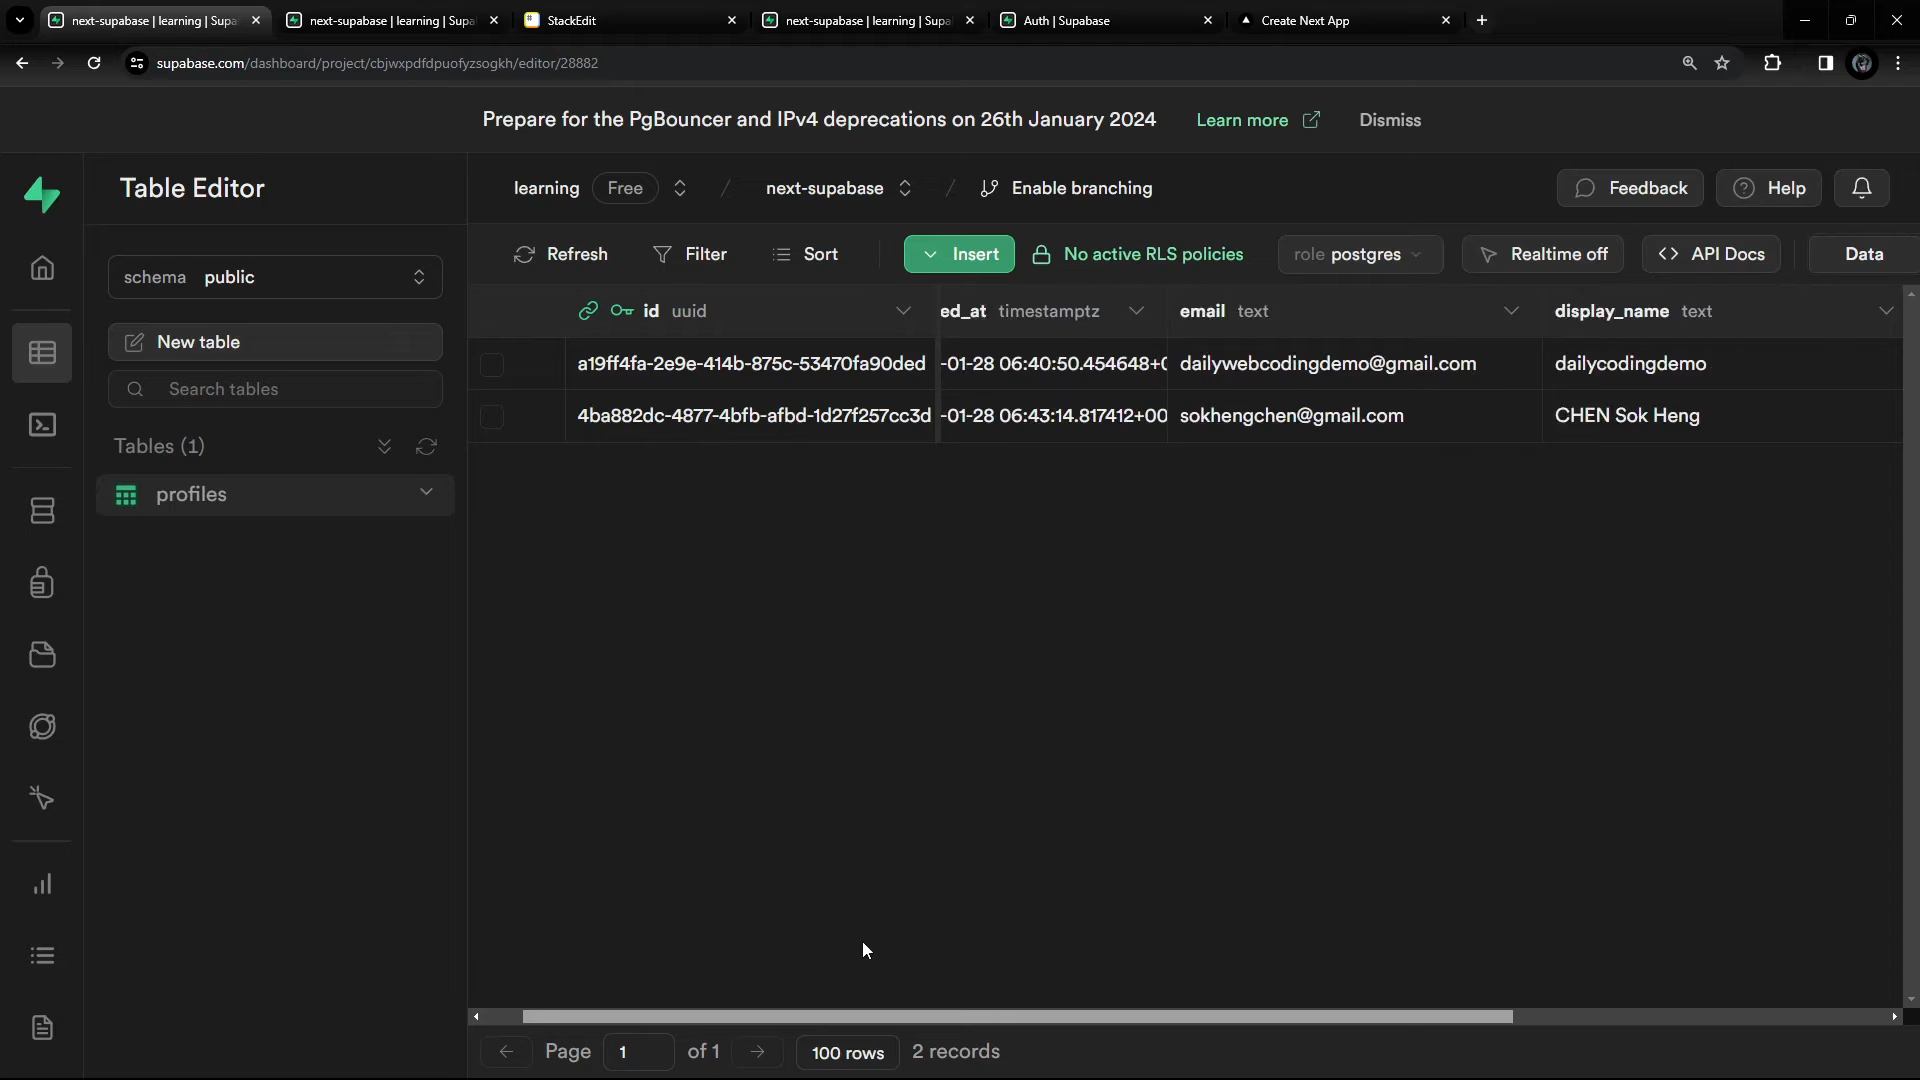 next-supabase | learning | Supa
next-supabase | learning | Supa
StackEdit
next-supabase | learning | Supa
Auth | Supabase
Create Next App
supabase.com/dashboard/project/cbjwxpdfdpuofyzsogkh/editor/28882
Prepare for the PgBouncer and IPv4 deprecations on 26th January 2024 Learn more Dismiss
Table Editor
learning Free / next-supabase / Enable branching
Feedback
Help
schema public
New table
Search tables
Tables (1)
profiles
Refresh Filter Sort Insert No active RLS policies role postgres Realtime off API Docs Data
id uuid ed_at timestamptz email text display_name text
a19ff4fa-2e9e-414b-875c-53470fa90ded -01-28 06:40:50.454648+0 dailywebcodingdemo@gmail.com dailycodingdemo
4ba882dc-4877-4bfb-afbd-1d27f257cc3d -01-28 06:43:14.817412+00 sokhengchen@gmail.com CHEN Sok Heng
Page 1 of 1 100 rows 2 records